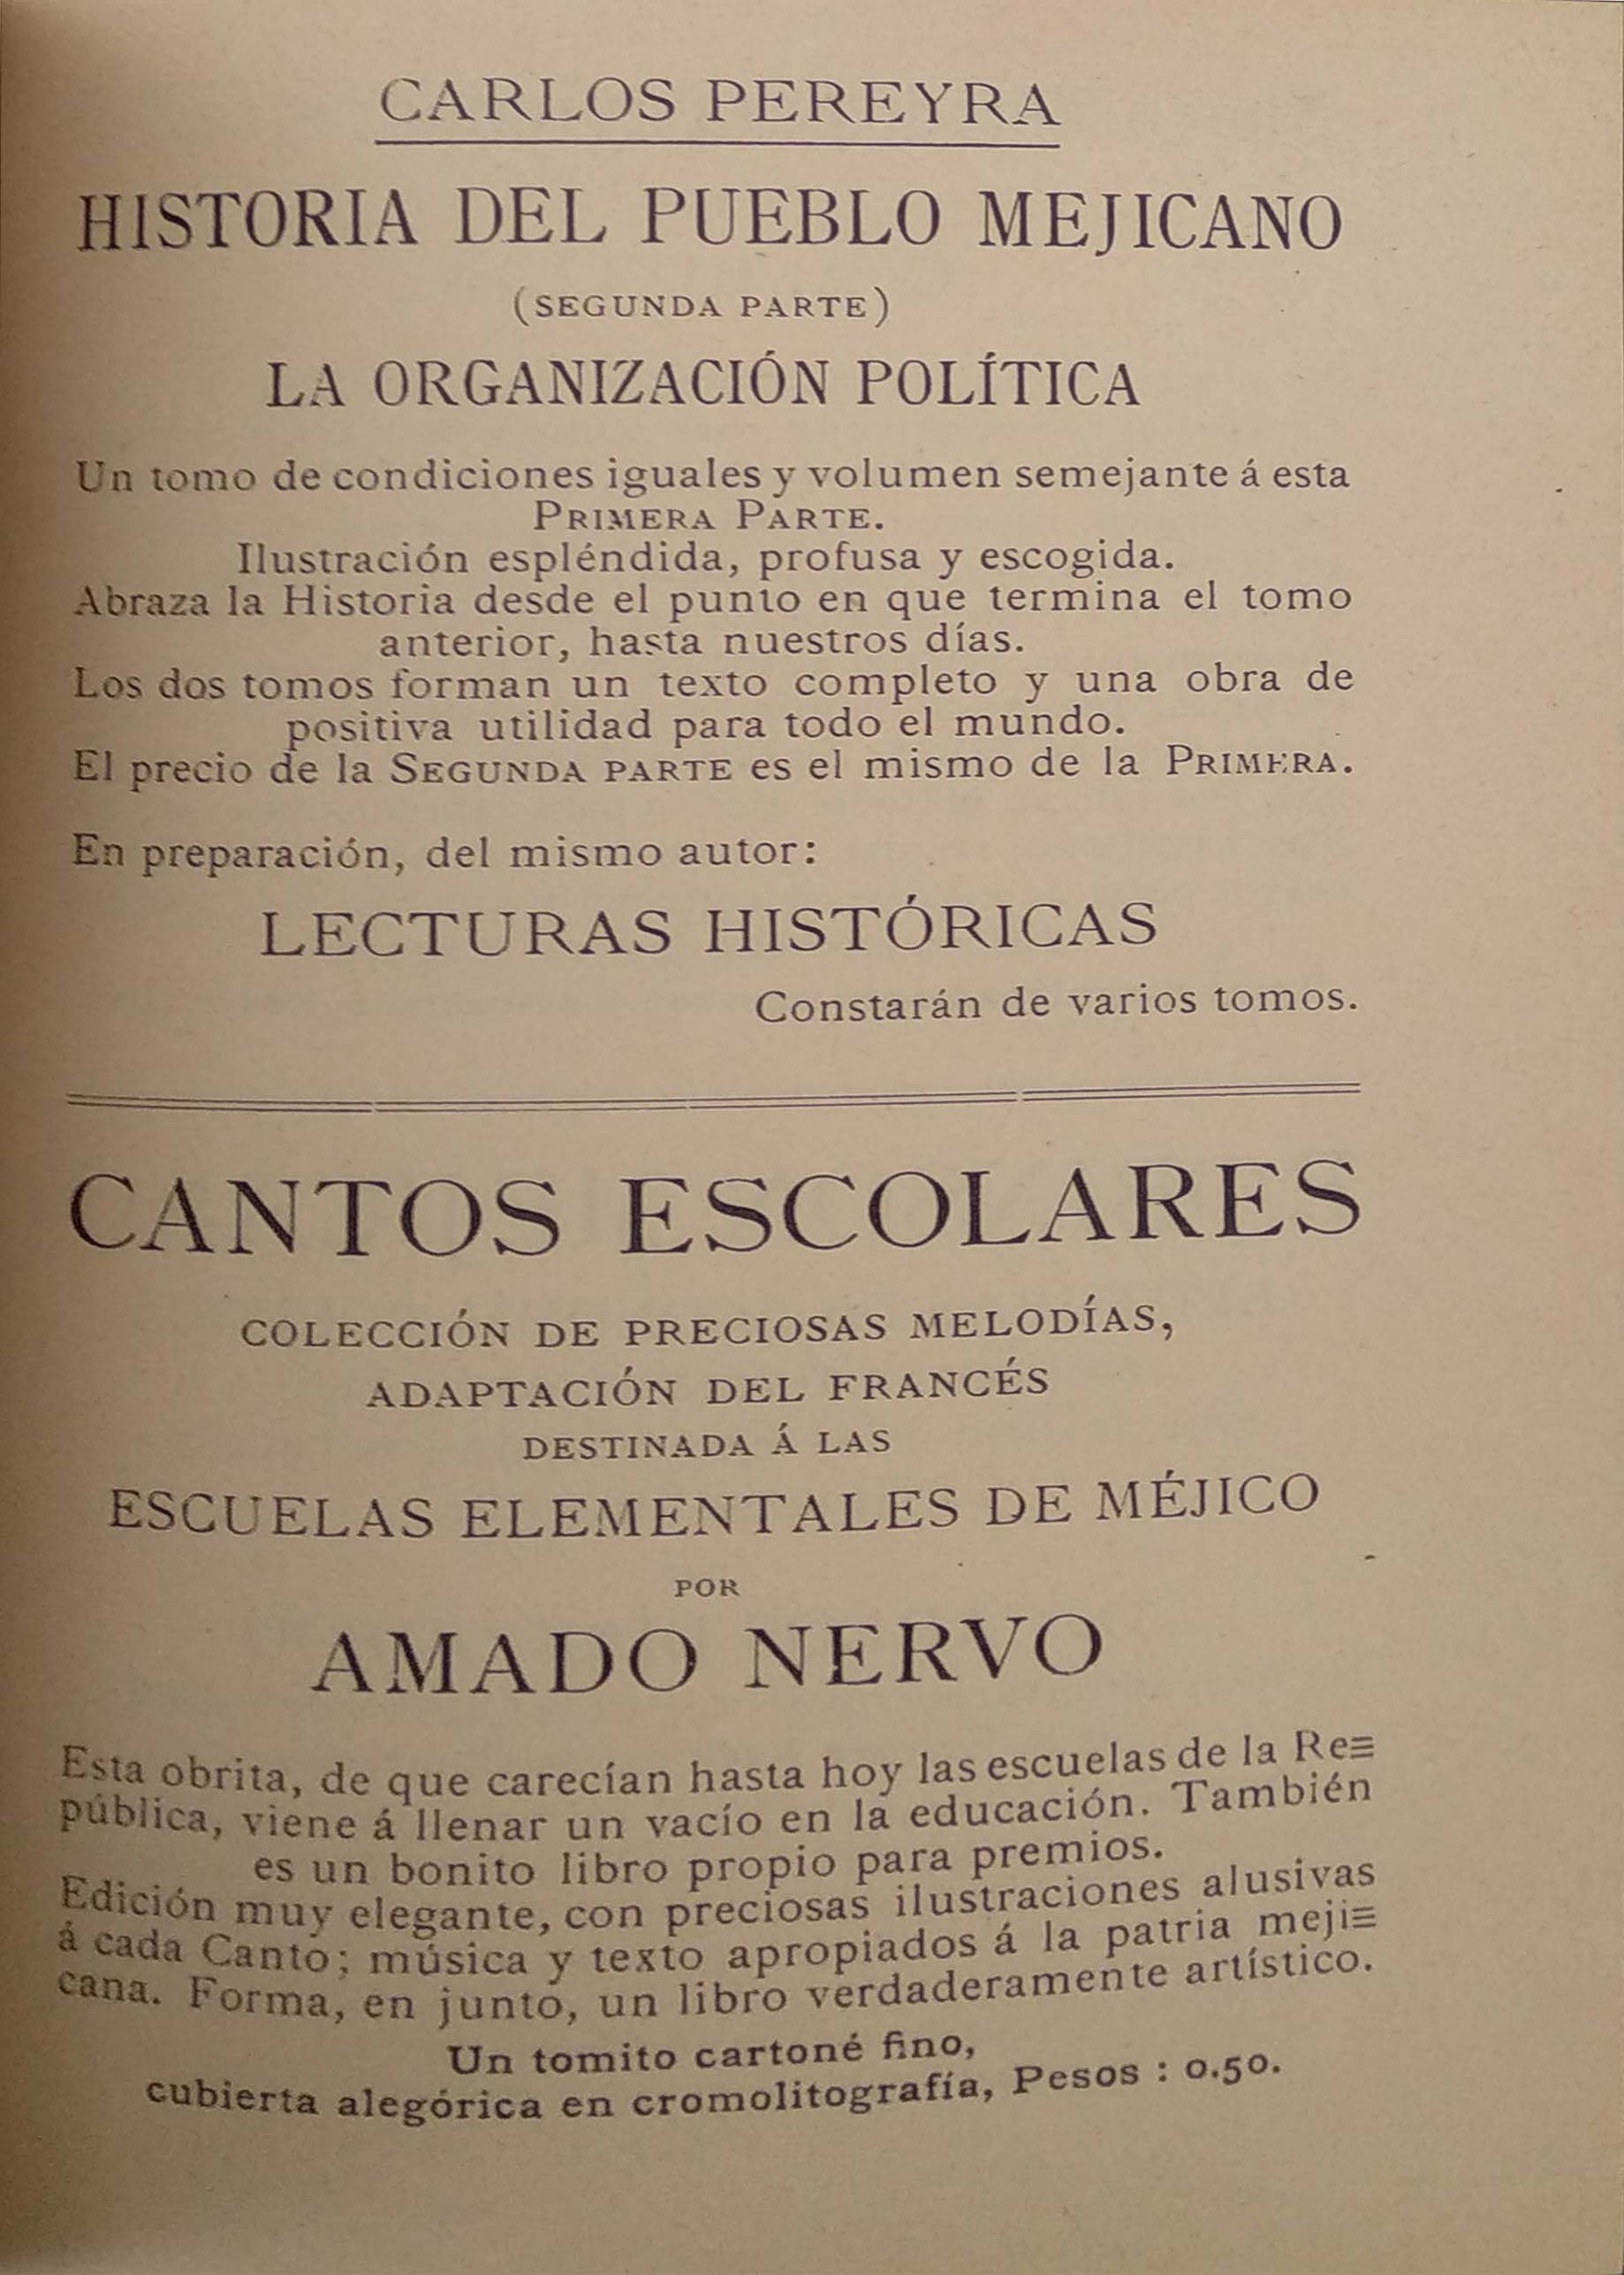 CARLOS PEREYRA
HISTORIA DEL PUEBLO MEJICANO
(SEGUNDA PARTE)
LA ORGANIZACIÓN POLÍTICA
Un tomo de condiciones iguales y volumen semejante á esta
PRIMERA PARTE.
Ilustración espléndida, profusa y escogida.
Abraza la Historia desde el punto en que termina el tomo
anterior, hasta nuestros días.
Los dos tomos forman un texto completo y una obra de
positiva utilidad para todo el mundo.
El precio de la SEGUNDA PARTE es el mismo de la PRIMERA.
En preparación, del mismo autor:
LECTURAS HISTÓRICAS
Constarán de varios tomos.
CANTOS ESCOLARES
COLECCIÓN DE PRECIOSAS MELODÍAS,
ADAPTACIÓN DEL FRANCÉS
DESTINADA Á LAS
ESCUELAS ELEMENTALES DE MÉJICO
POR
AMADO NERVO
Esta obrita, de que carecían hasta hoy las escuelas de la Re=
pública, viene á llenar un vacío en la educación. También
es un bonito libro propio para premios.
Edición muy elegante, con preciosas ilustraciones alusivas
á cada Canto; música y texto apropiados á la patria meji=
cana. Forma, en junto, un libro verdaderamente artístico.
Un tomito cartoné fino,
cubierta alegórica en cromolitografía, Pesos : 0.50.